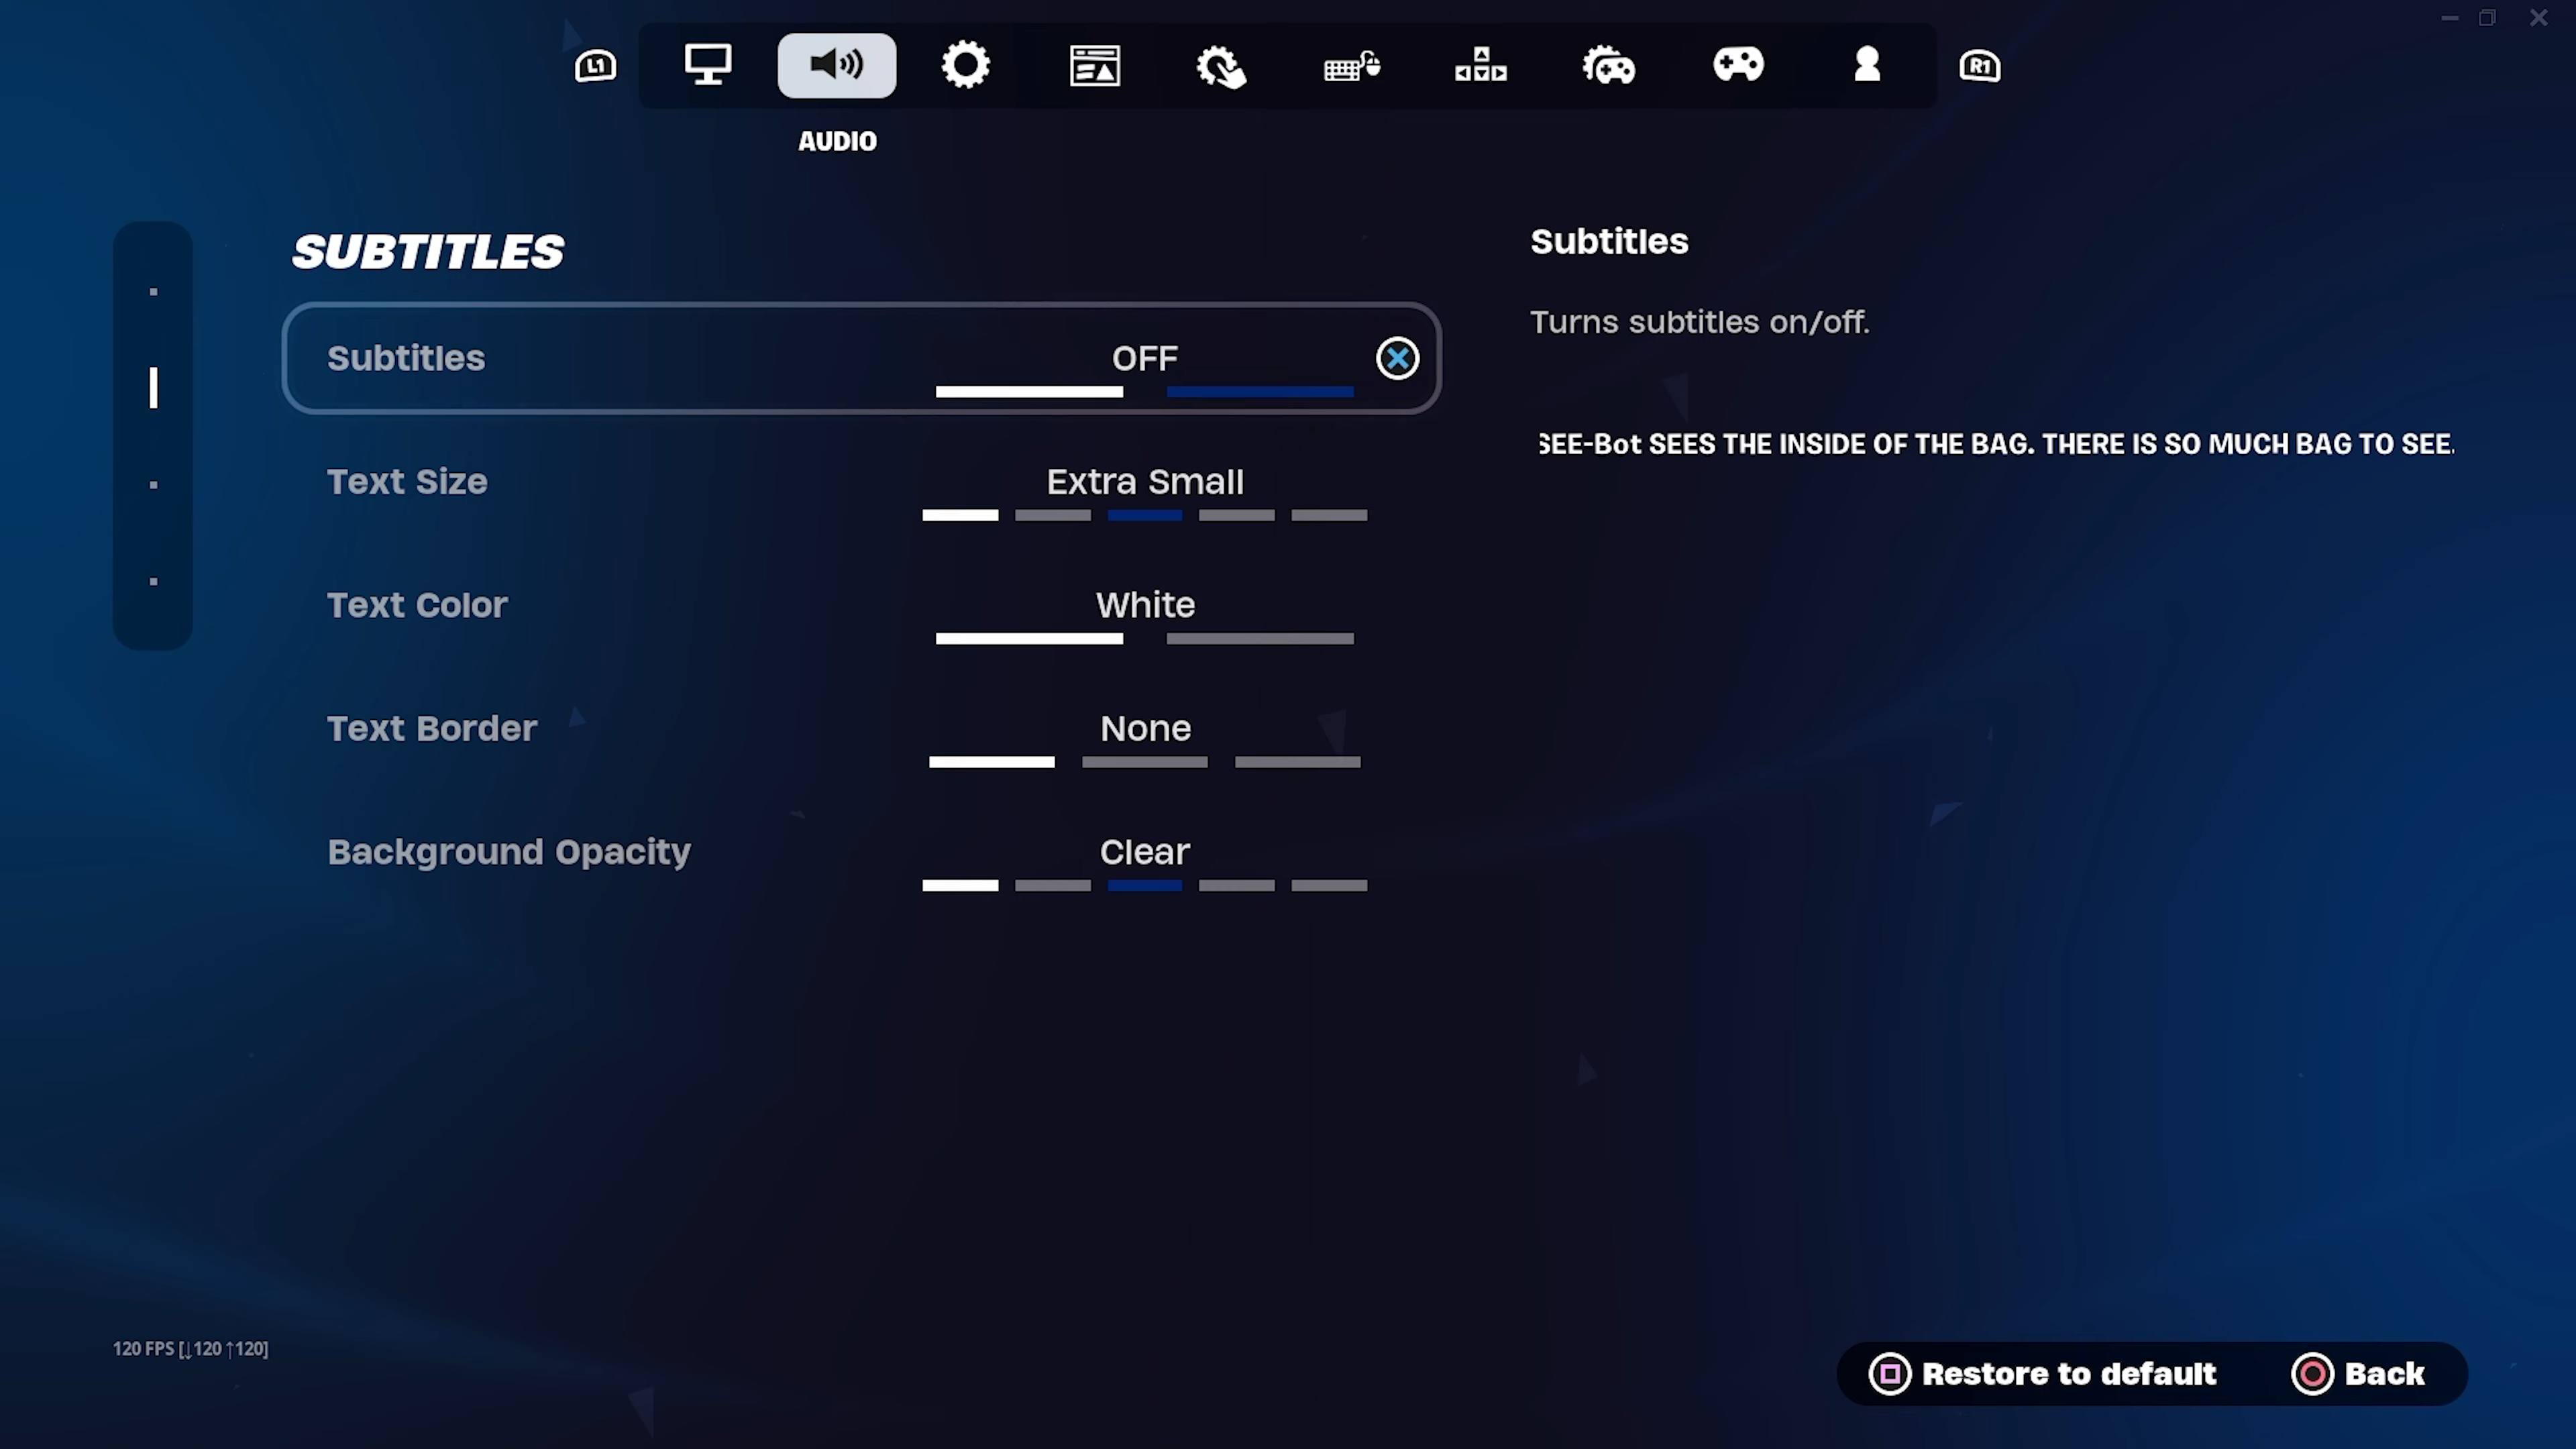 L1
R1
AUDIO
SUBTITLES
Subtitles
OFF
Text Size
Extra Small
Text Color
White
Text Border
None
Background Opacity
Clear
Subtitles
Turns subtitles on/off.
SEE-Bot SEES THE INSIDE OF THE BAG. THERE IS SO MUCH BAG TO SEE.
120 FPS [↓120 ↑120]
Restore to default
Back